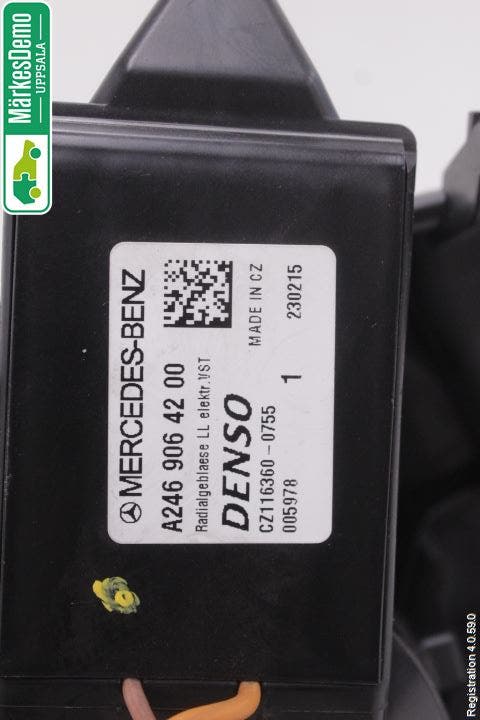 MärkesDemo
UPPSALA
MERCEDES-BENZ
A246 906 42 00
Radialgeblaese LL elektr.VST
DENSO
CZ116360-0755
005978
1
MADE IN CZ
230215
Registration 4.0.59.0